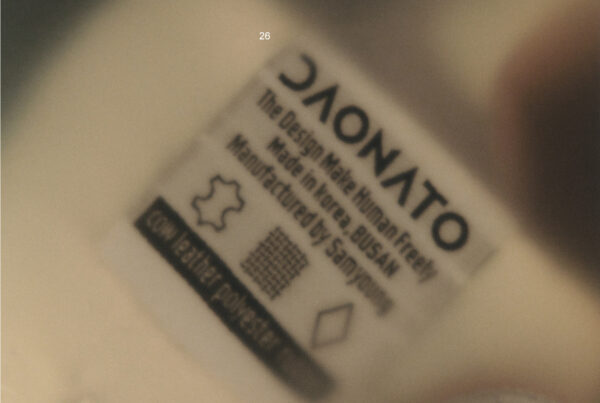 26
DAONATO
The Design Make Human Freely
Made in korea. BUSAN
Manufactured by Samyoung
COW leather polyester